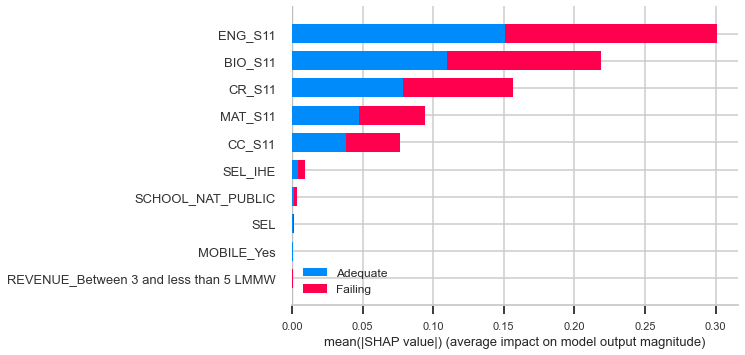 ENG_S11
BIO_S11
CR_S11
MAT_S11
CC_S11
SEL_IHE
SCHOOL_NAT_PUBLIC
SEL
MOBILE_Yes
REVENUE_Between 3 and less than 5 LMMW
Adequate
Failing
0.00 0.05 0.10 0.15 0.20 0.25 0.30
mean(|SHAP value|) (average impact on model output magnitude)